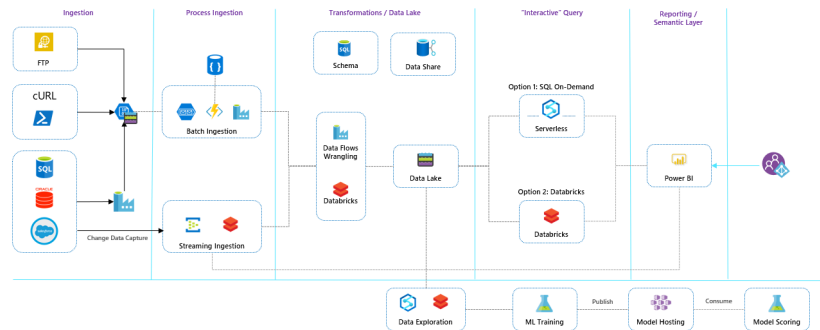 Ingestion
Process Ingestion
Transformations / Data Lake
"Interactive" Query
Reporting /
Semantic Layer
FTP
cURL
SQL
ORACLE
salesforce
Change Data Capture
Batch Ingestion
Streaming Ingestion
SQL
Schema
Data Share
Data Flows
Wrangling
Databricks
Data Lake
Option 1: SQL On-Demand
Serverless
Option 2: Databricks
Databricks
Power BI
Data Exploration
ML Training
Publish
Model Hosting
Consume
Model Scoring